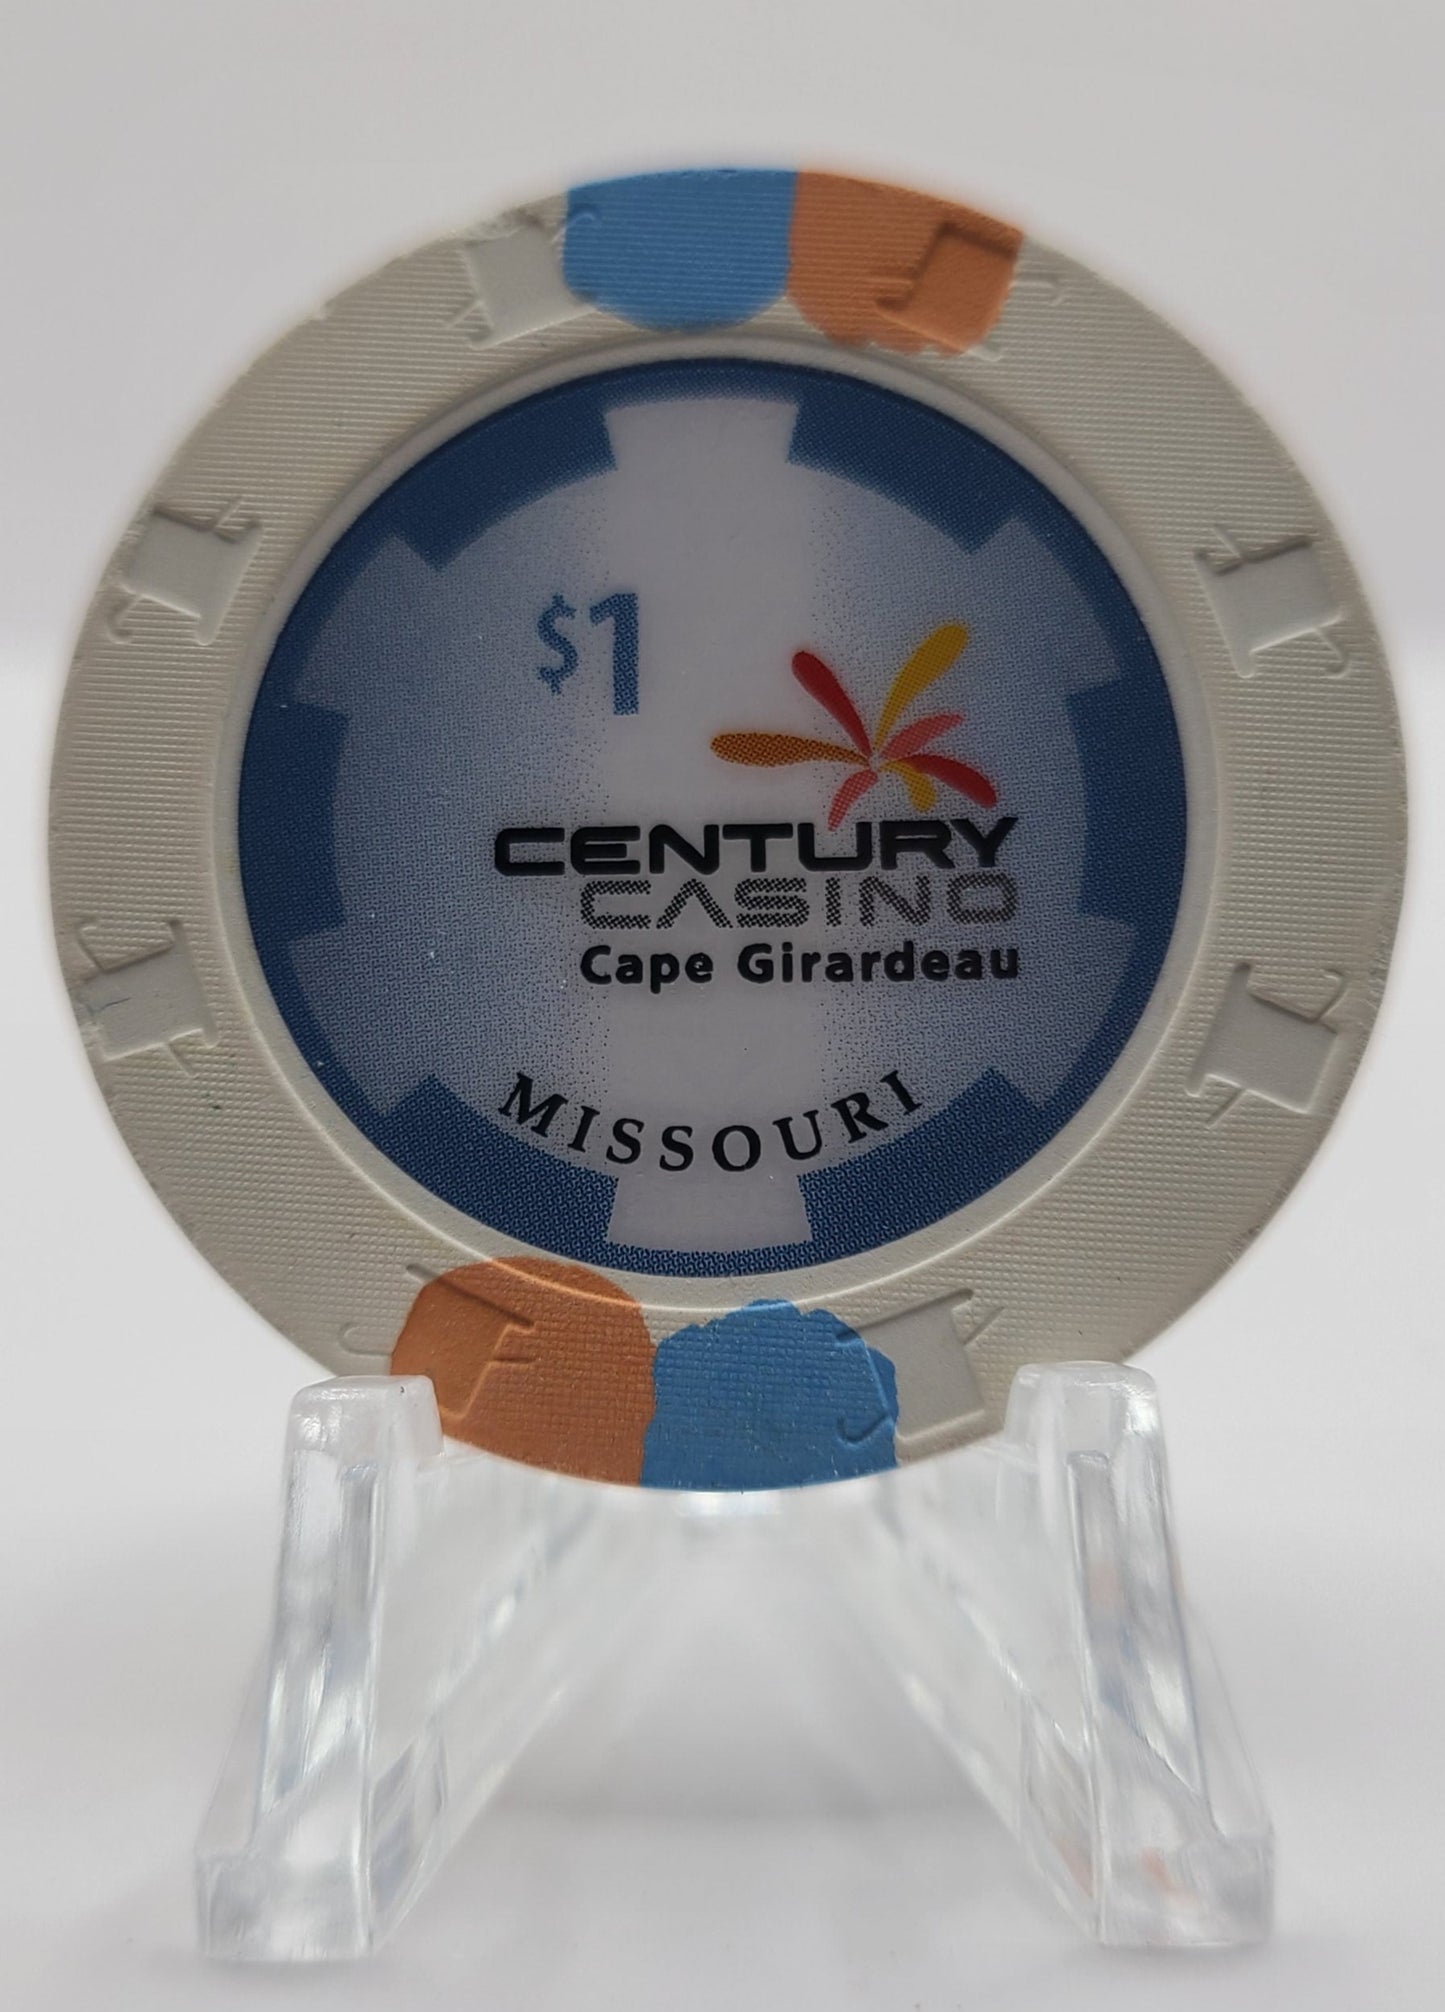 $1
CENTURY
CASINO
Cape Girardeau
MISSOURI